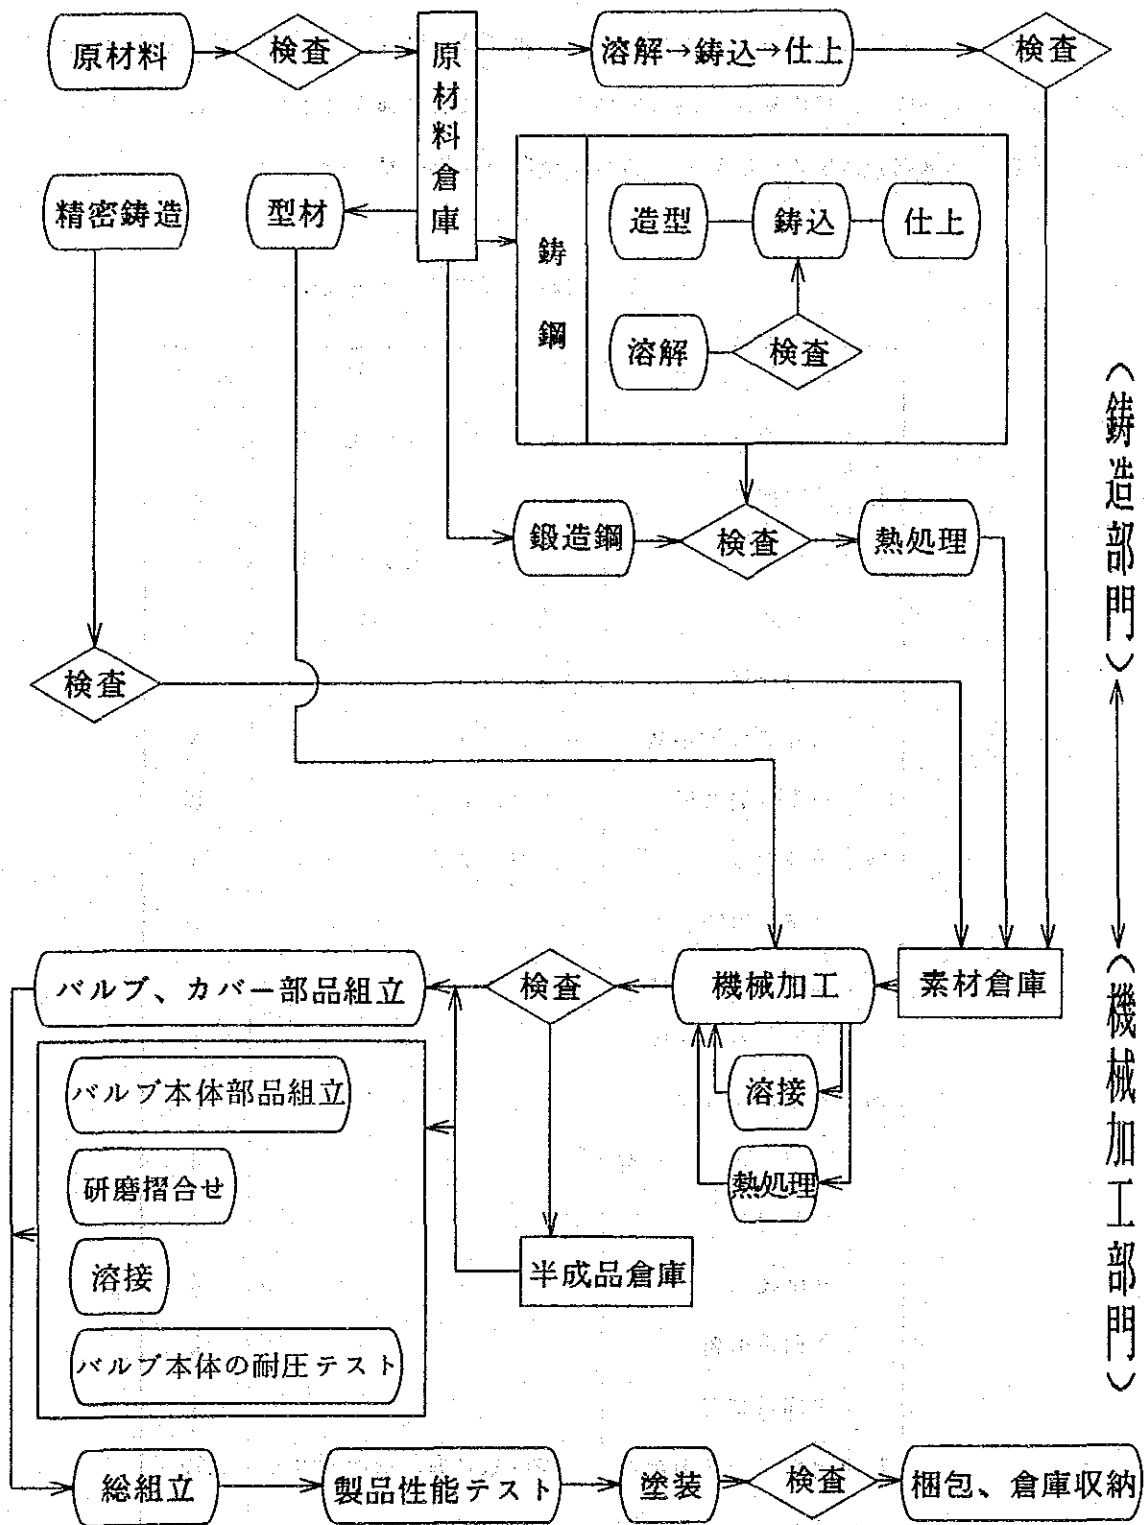 原材料
検査
原材料倉庫
溶解→鋳込→仕上
検査
精密鋳造
型材
鋳鋼
造型
鋳込
仕上
溶解
検査
鍛造鋼
検査
熱処理
検査
(鋳造部門)
バルブ、カバー部品組立
検査
機械加工
素材倉庫
バルブ本体部品組立
溶接
研磨摺合せ
熱処理
溶接
半成品倉庫
バルブ本体の耐圧テスト
(機械加工部門)
総組立
製品性能テスト
塗装
検査
梱包、倉庫収納